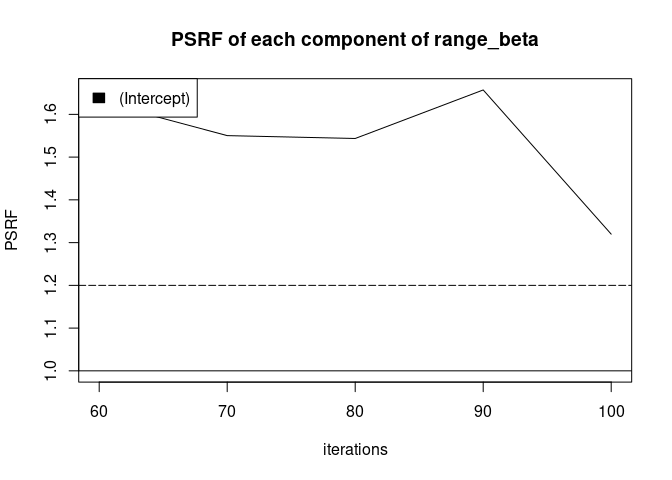 PSRF of each component of range_beta
(Intercept)
PSRF
1.6
1.5
1.4
1.3
1.2
1.1
1.0
60 70 80 90 100
iterations